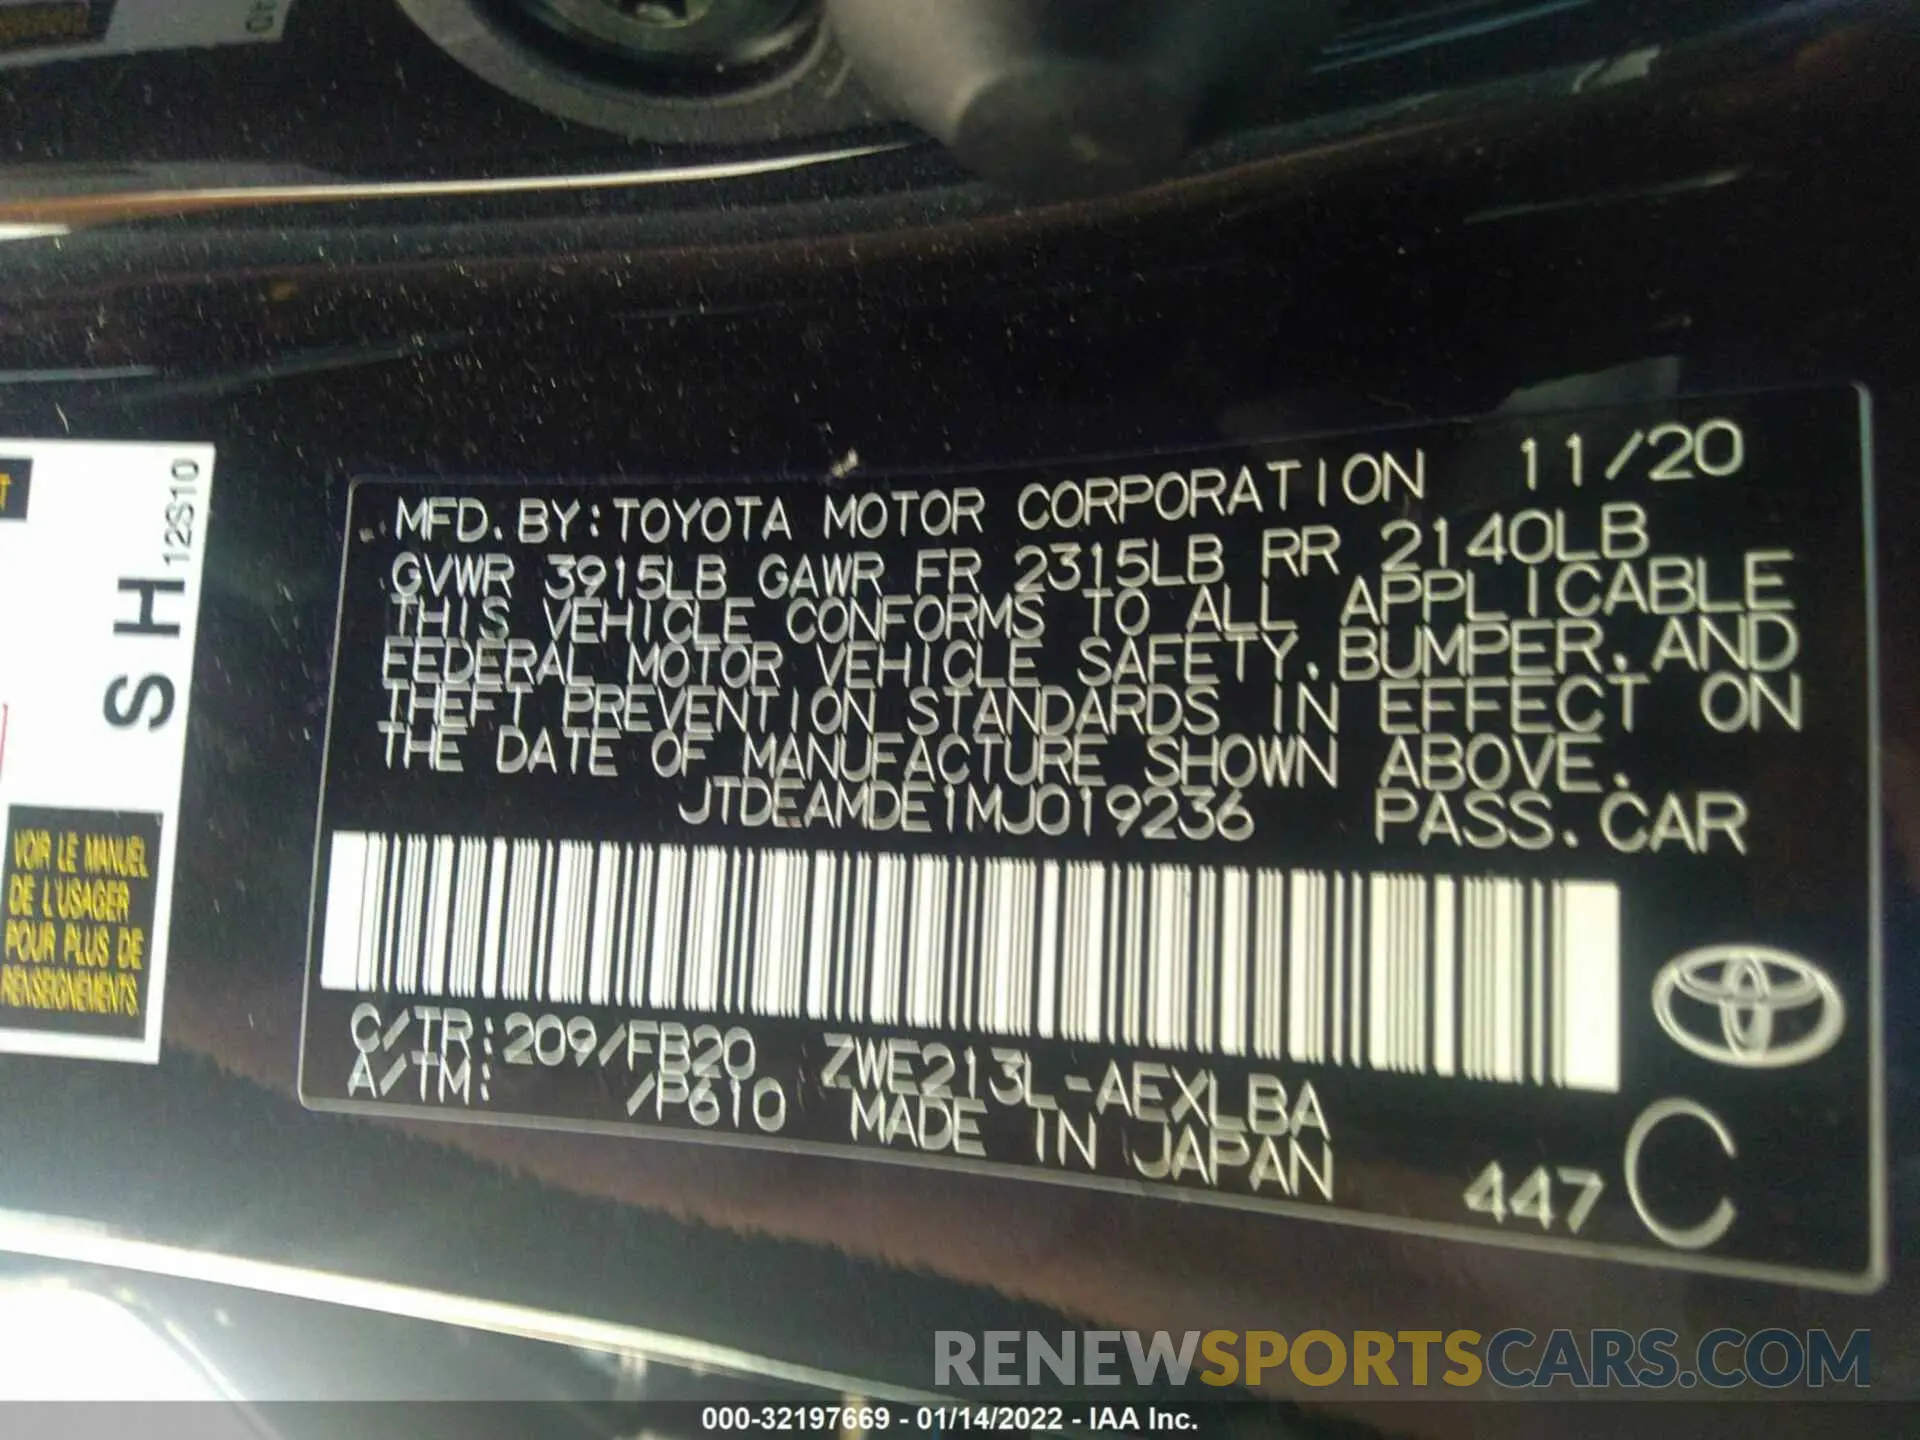 MFD. BY: TOYOTA MOTOR CORPORATION 11/20
GVWR 3915LB GAWR FR 2315LB RR 2140LB
THIS VEHICLE CONFORMS TO ALL APPLICABLE
FEDERAL MOTOR VEHICLE SAFETY, BUMPER, AND
THEFT PREVENTION STANDARDS IN EFFECT ON
THE DATE OF MANUFACTURE SHOWN ABOVE.
JTDEAMDE1MJ019236 PASS. CAR
C/TR: 209/FB20 ZWE213L-AEXLBA
A/TM: /P610 MADE IN JAPAN
447 C
S H 12S10
VOIR LE MANUEL
DE L'USAGER
POUR PLUS DE
RENSEIGNEMENTS.
RENEWSPORTSCARS.COM
000-32197669 - 01/14/2022 - IAA Inc.